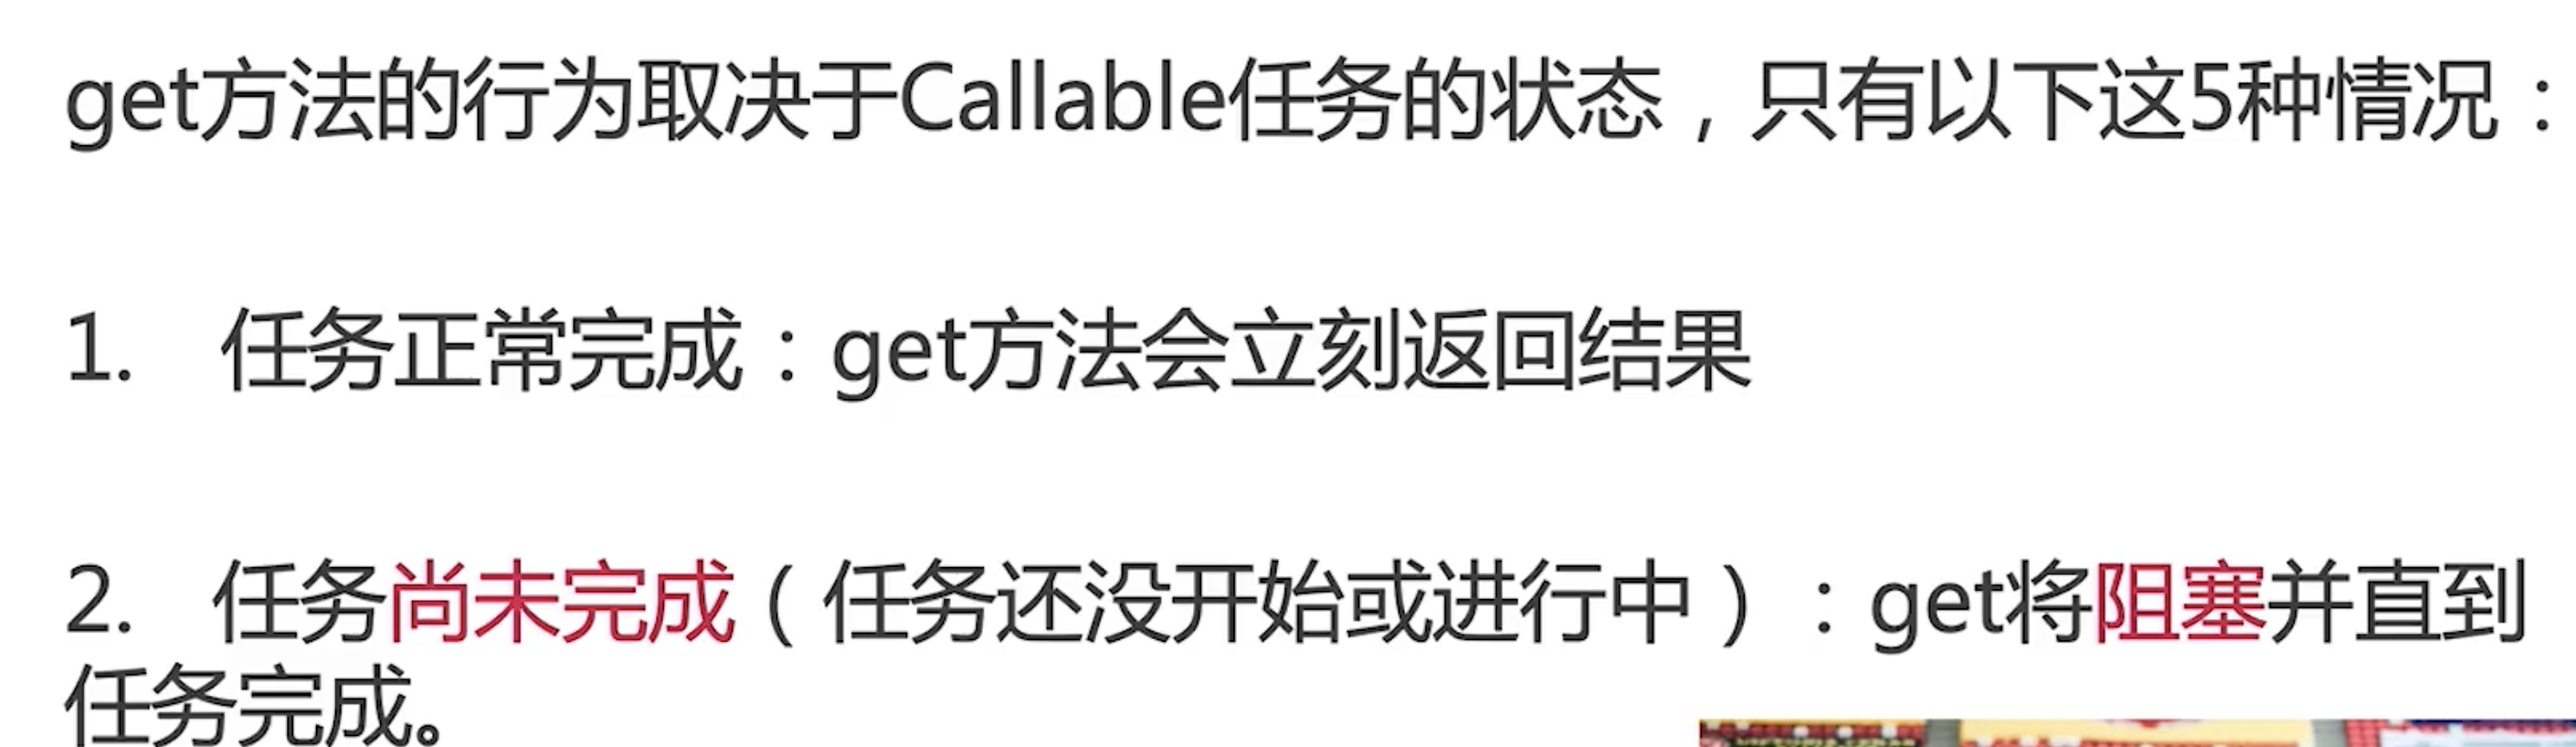 get方法的行为取决于Callable任务的状态，只有以下这5种情况：
1. 任务正常完成：get方法会立刻返回结果
2. 任务尚未完成（任务还没开始或进行中）：get将阻塞并直到
任务完成。